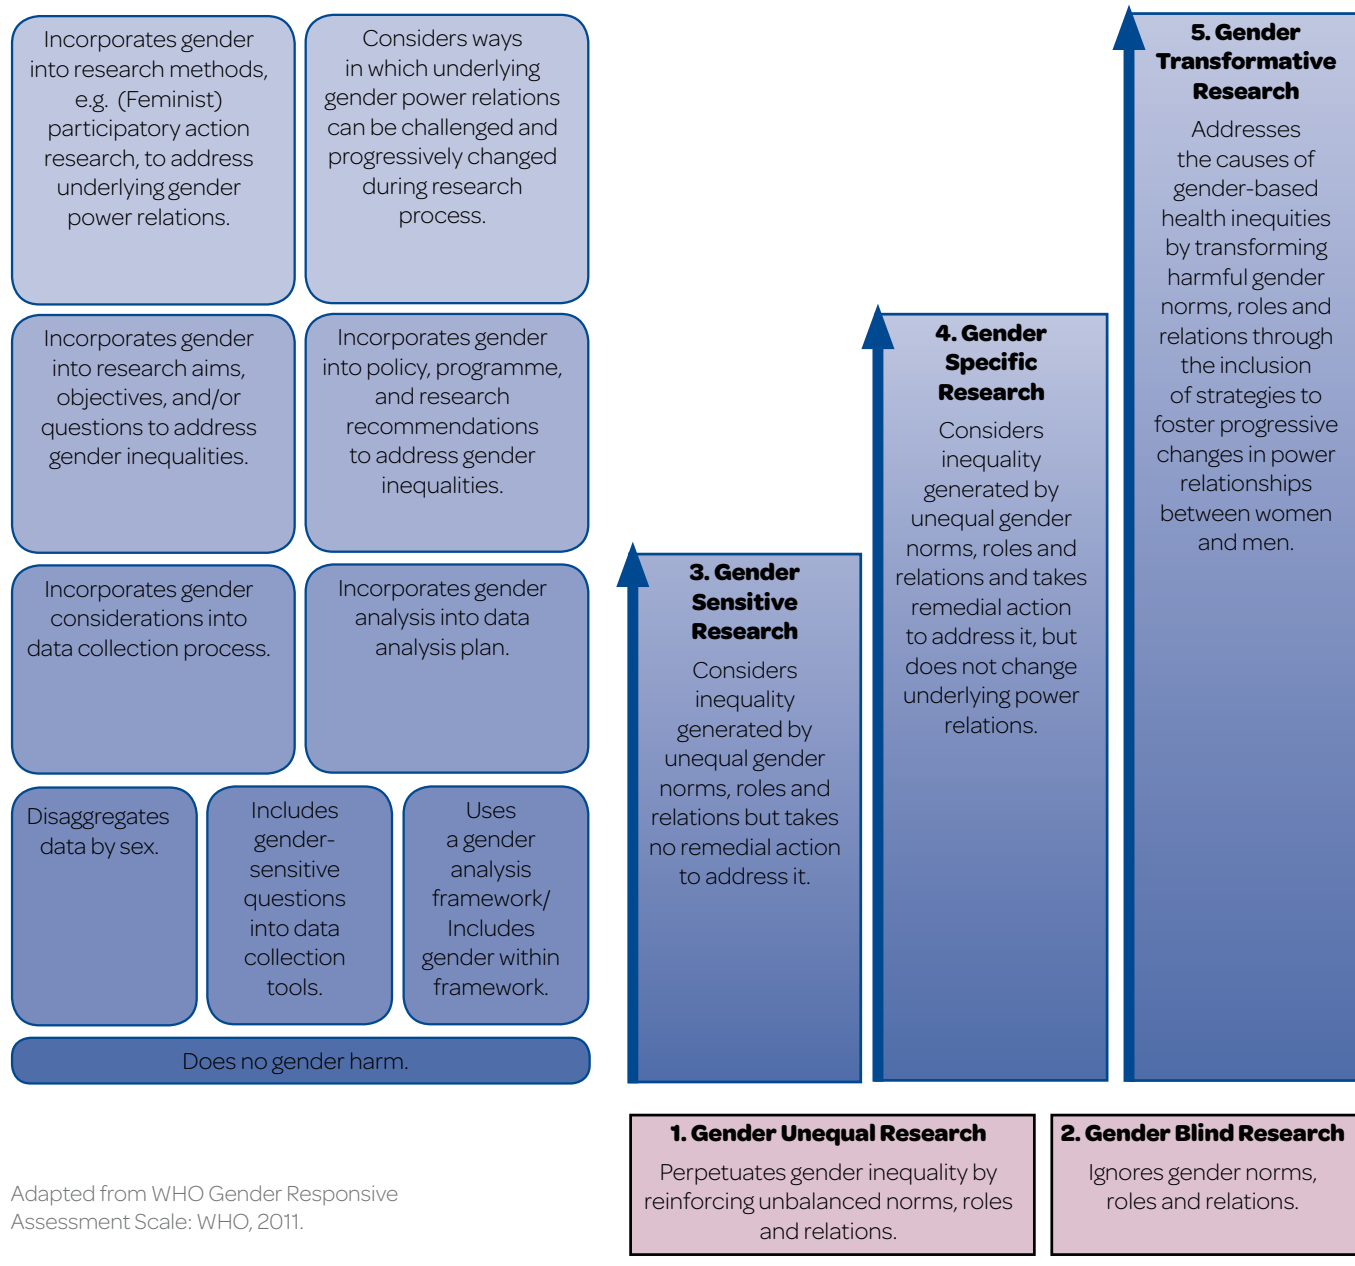 Incorporates gender
into research methods,
e.g. (Feminist)
participatory action
research, to address
underlying gender
power relations.
Considers ways
in which underlying
gender power relations
can be challenged and
progressively changed
during research
process.
Incorporates gender
into research aims,
objectives, and/or
questions to address
gender inequalities.
Incorporates gender
into policy, programme,
and research
recommendations
to address gender
inequalities.
Incorporates gender
considerations into
data collection process.
Incorporates gender
analysis into data
analysis plan.
Disaggregates
data by sex.
Includes
gender-
sensitive
questions
into data
collection
tools.
Uses
a gender
analysis
framework/
Includes
gender within
framework.
Does no gender harm.
3. Gender
Sensitive
Research
Considers
inequality
generated by
unequal gender
norms, roles and
relations but takes
no remedial action
to address it.
4. Gender
Specific
Research
Considers
inequality
generated by
unequal gender
norms, roles and
relations and takes
remedial action
to address it, but
does not change
underlying power
relations.
5. Gender
Transformative
Research
Addresses
the causes of
gender-based
health inequities
by transforming
harmful gender
norms, roles and
relations through
the inclusion
of strategies to
foster progressive
changes in power
relationships
between women
and men.
1. Gender Unequal Research
Perpetuates gender inequality by
reinforcing unbalanced norms, roles
and relations.
2. Gender Blind Research
Ignores gender norms,
roles and relations.
Adapted from WHO Gender Responsive
Assessment Scale: WHO, 2011.